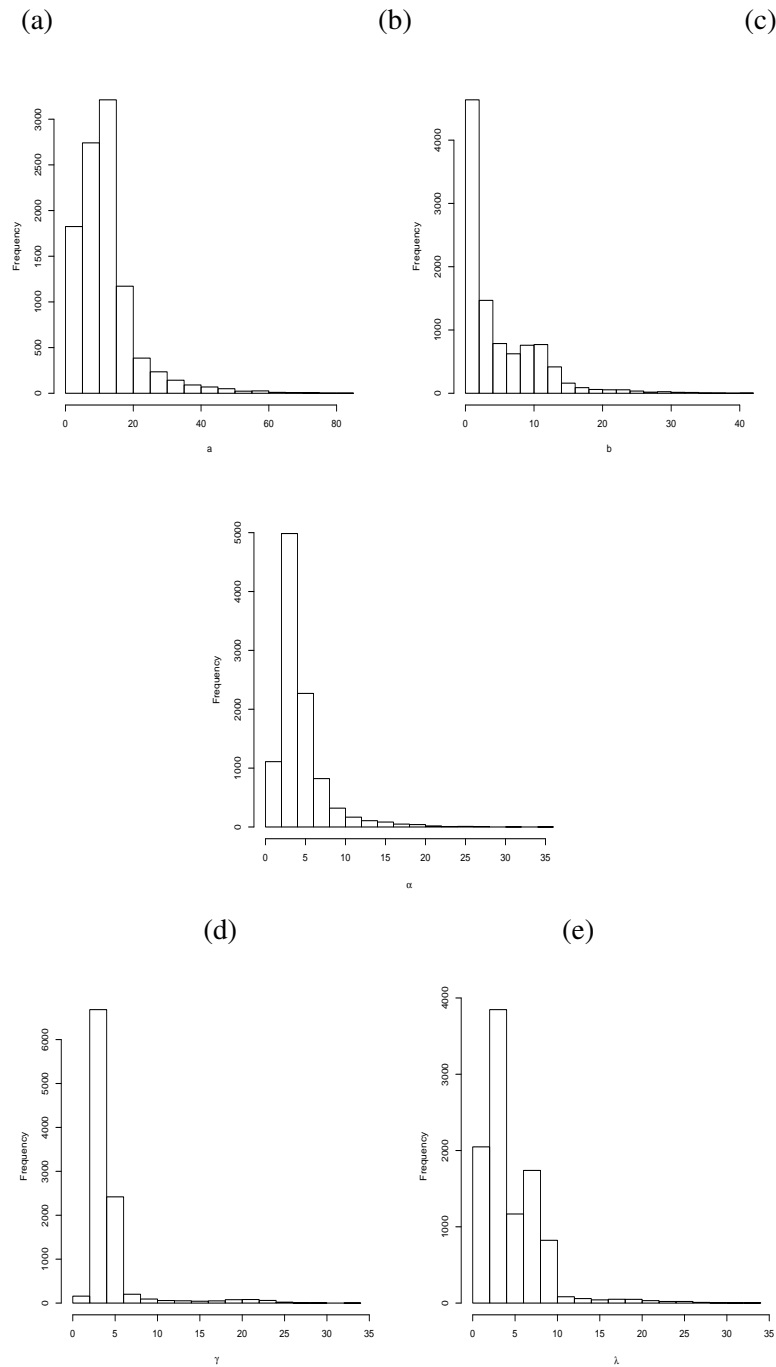 (a) (b) (c)
Frequency
0 500 1000 1500 2000 2500 3000
0 20 40 60 80
a
Frequency
0 1000 2000 3000 4000
0 10 20 30 40
b
Frequency
0 1000 2000 3000 4000 5000
0 5 10 15 20 25 30 35
α
(d) (e)
Frequency
0 1000 2000 3000 4000 5000 6000
0 5 10 15 20 25 30 35
γ
Frequency
0 1000 2000 3000 4000
0 5 10 15 20 25 30 35
λ